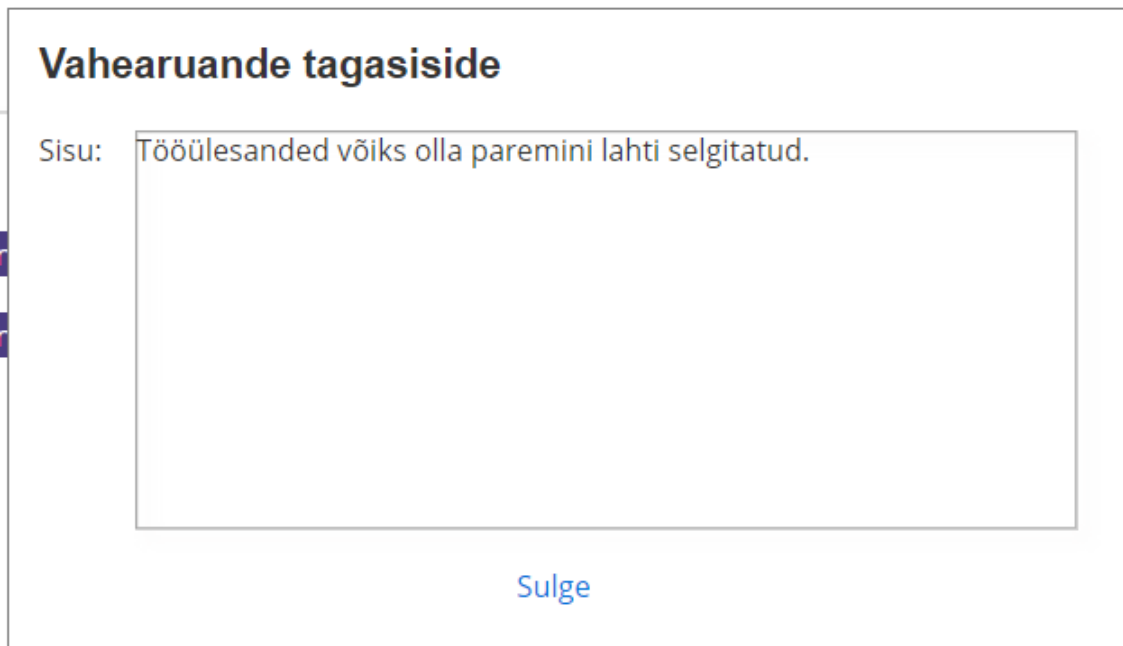 Vahearuande tagasiside
Sisu: Tööülesanded võiks olla paremini lahti selgitatud.
Sulge